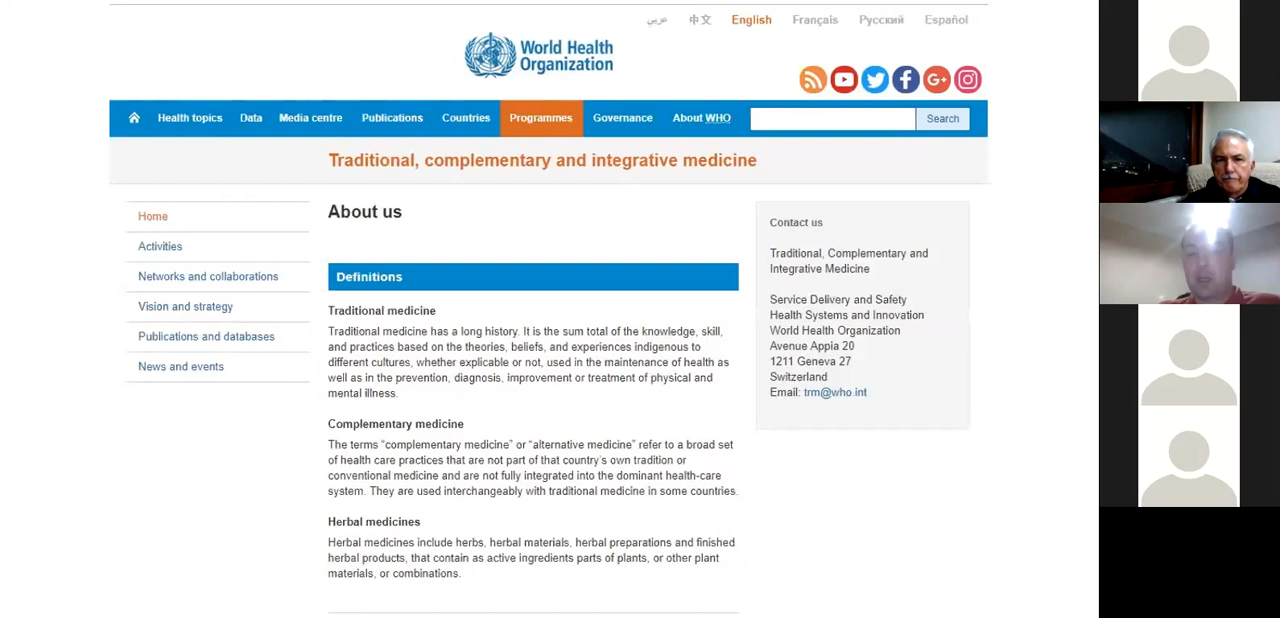 عربي 中文 English Français Русский Español
World Health
Organization
Health topics Data Media centre Publications Countries Programmes Governance About WHO Search
Traditional, complementary and integrative medicine
Home
Activities
Networks and collaborations
Vision and strategy
Publications and databases
News and events
About us
Definitions
Traditional medicine
Traditional medicine has a long history. It is the sum total of the knowledge, skill,
and practices based on the theories, beliefs, and experiences indigenous to
different cultures, whether explicable or not, used in the maintenance of health as
well as in the prevention, diagnosis, improvement or treatment of physical and
mental illness.
Complementary medicine
The terms “complementary medicine” or “alternative medicine” refer to a broad set
of health care practices that are not part of that country’s own tradition or
conventional medicine and are not fully integrated into the dominant health-care
system. They are used interchangeably with traditional medicine in some countries.
Herbal medicines
Herbal medicines include herbs, herbal materials, herbal preparations and finished
herbal products, that contain as active ingredients parts of plants, or other plant
materials, or combinations.
Contact us
Traditional, Complementary and
Integrative Medicine
Service Delivery and Safety
Health Systems and Innovation
World Health Organization
Avenue Appia 20
1211 Geneva 27
Switzerland
Email: trm@who.int